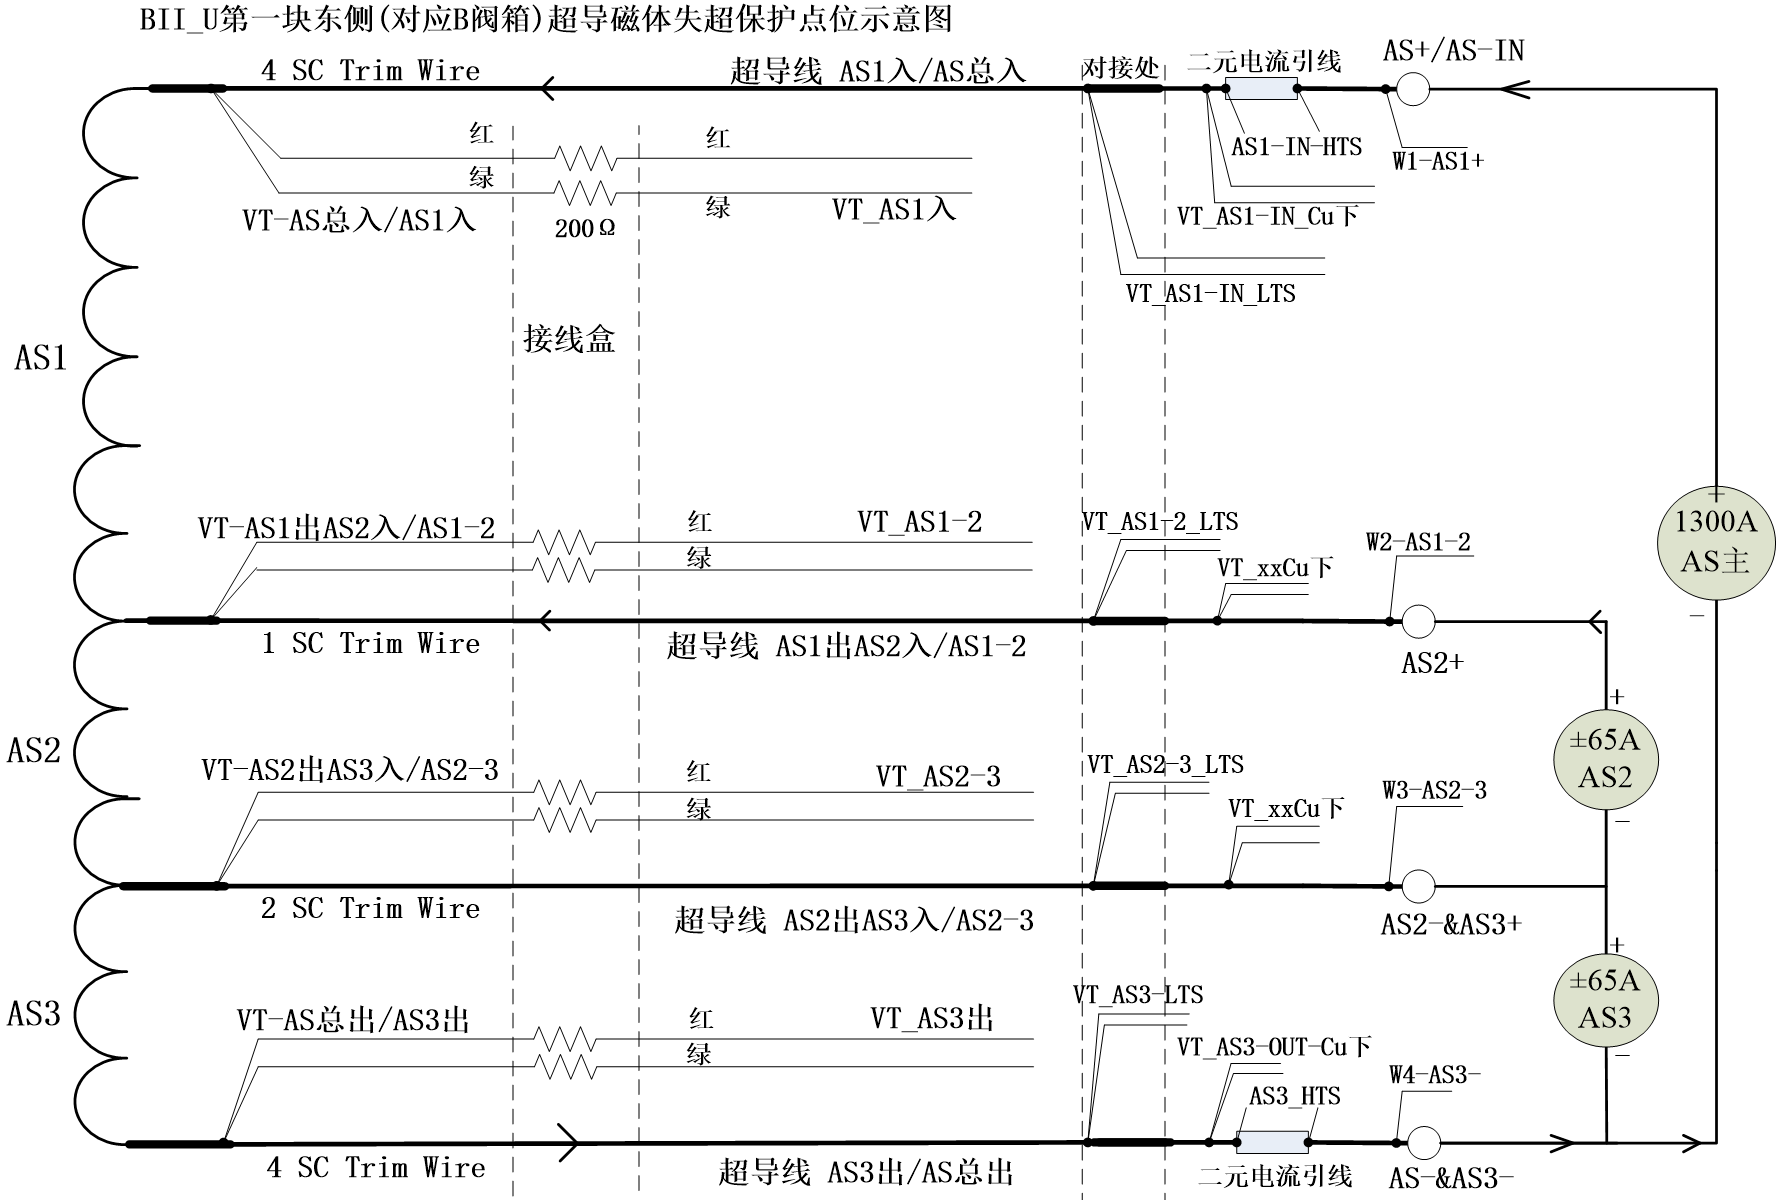 BII_U第一块东侧(对应B阀箱)超导磁体失超保护点位示意图
4 SC Trim Wire
超导线 AS1入/AS总入
对接处
二元电流引线
AS+/AS-IN
红
红
AS1-IN-HTS
W1-AS1+
绿
绿
VT-AS总入/AS1入
200Ω
VT_AS1入
VT_AS1-IN_Cu下
VT_AS1-IN_LTS
接线盒
AS1
VT-AS1出AS2入/AS1-2
红
绿
VT_AS1-2
VT_AS1-2_LTS
VT_xxCu下
W2-AS1-2
+
1300A
AS主
−
1 SC Trim Wire
超导线 AS1出AS2入/AS1-2
AS2+
AS2
VT-AS2出AS3入/AS2-3
红
绿
VT_AS2-3
VT_AS2-3_LTS
VT_xxCu下
W3-AS2-3
+
±65A
AS2
−
2 SC Trim Wire
超导线 AS2出AS3入/AS2-3
AS2-&AS3+
AS3
VT-AS总出/AS3出
红
绿
VT_AS3出
VT_AS3-LTS
VT_AS3-OUT-Cu下
AS3_HTS
W4-AS3-
+
±65A
AS3
−
4 SC Trim Wire
超导线 AS3出/AS总出
二元电流引线
AS-&AS3-